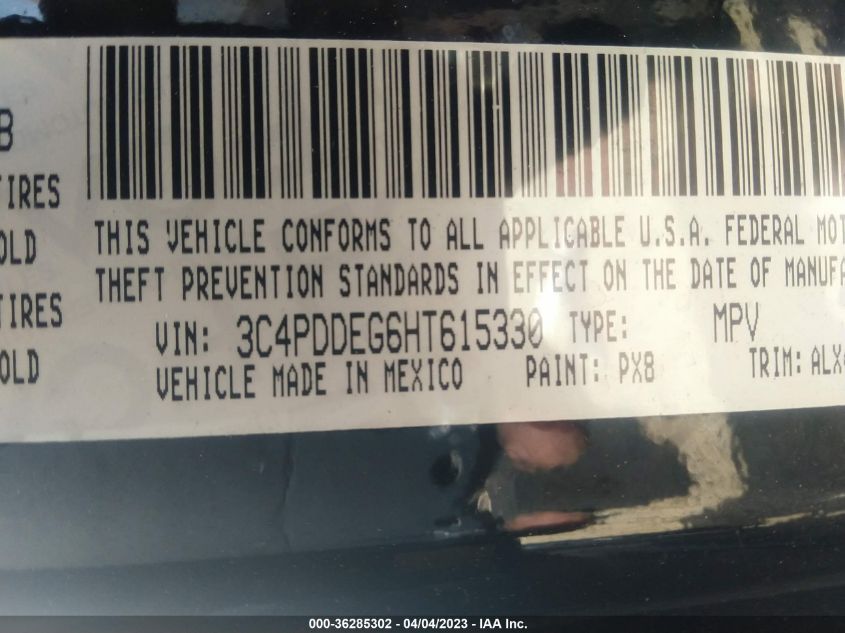 B
TIRES
OLD
TIRES
OLD
THIS VEHICLE CONFORMS TO ALL APPLICABLE U.S.A. FEDERAL MOT
THEFT PREVENTION STANDARDS IN EFFECT ON THE DATE OF MANUFA
VIN: 3C4PDDEG6HT615330 TYPE: MPV
VEHICLE MADE IN MEXICO PAINT: PX8 TRIM: ALX
000-36285302 - 04/04/2023 - IAA Inc.